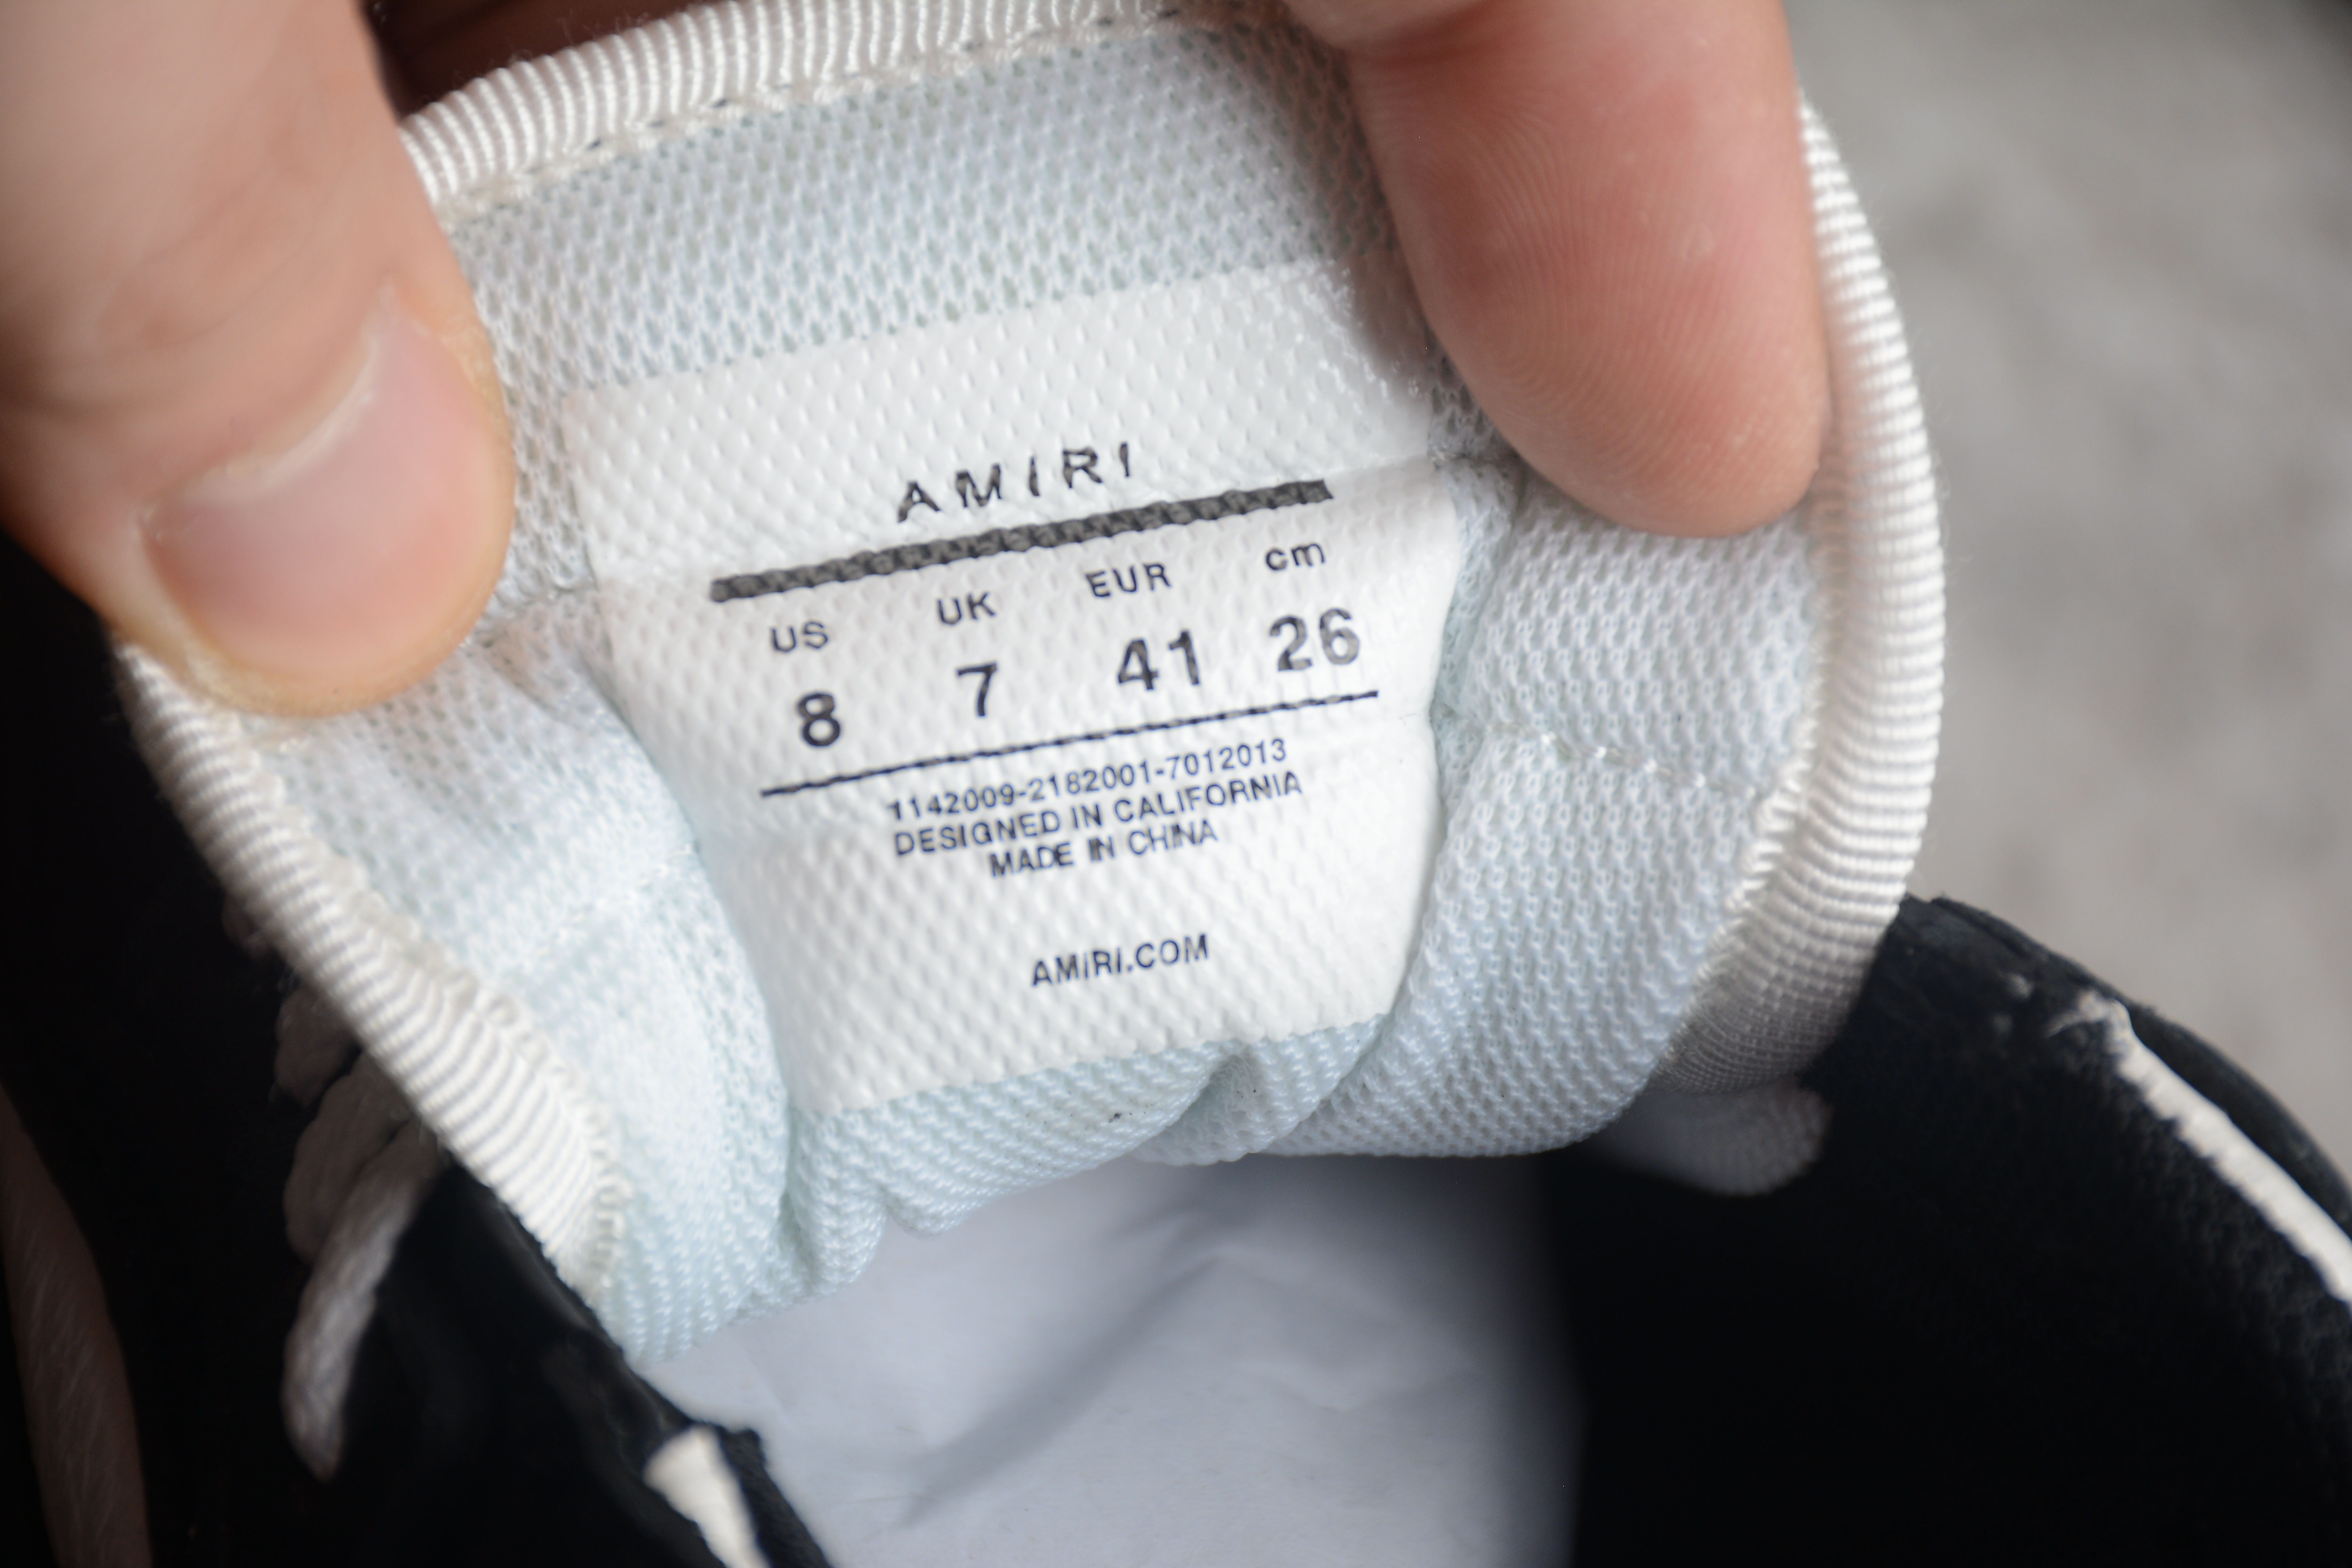 AMIRI
US UK EUR cm
8 7 41 26
1142009-2182001-7012013
DESIGNED IN CALIFORNIA
MADE IN CHINA
AMIRI.COM